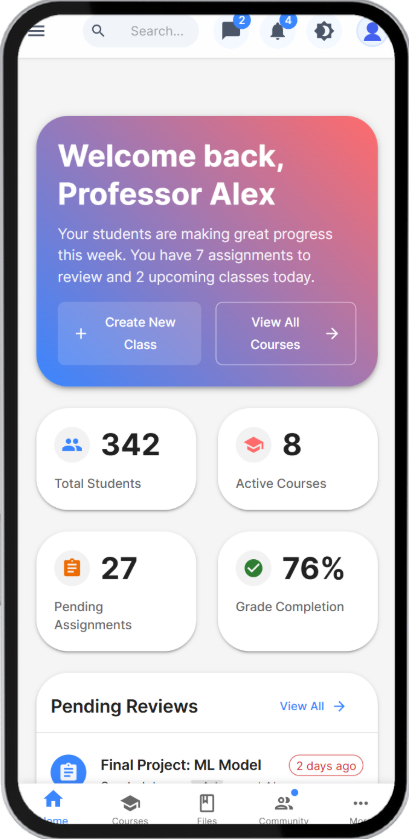 Search...
2
4
Welcome back,
Professor Alex
Your students are making great progress
this week. You have 7 assignments to
review and 2 upcoming classes today.
Create New
Class
View All
Courses
342
Total Students
8
Active Courses
27
Pending
Assignments
76%
Grade Completion
Pending Reviews
View All
Final Project: ML Model
2 days ago
Home
Courses
Files
Community